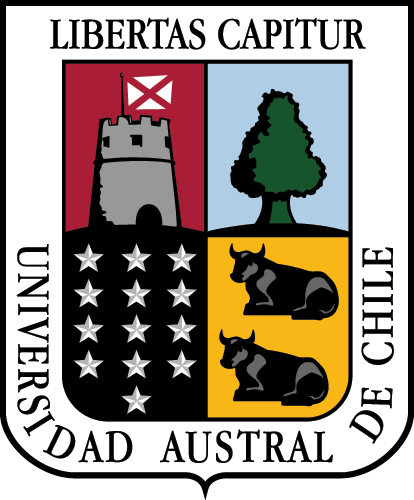 LIBERTAS CAPITUR
UNIVERSIDAD AUSTRAL DE CHILE